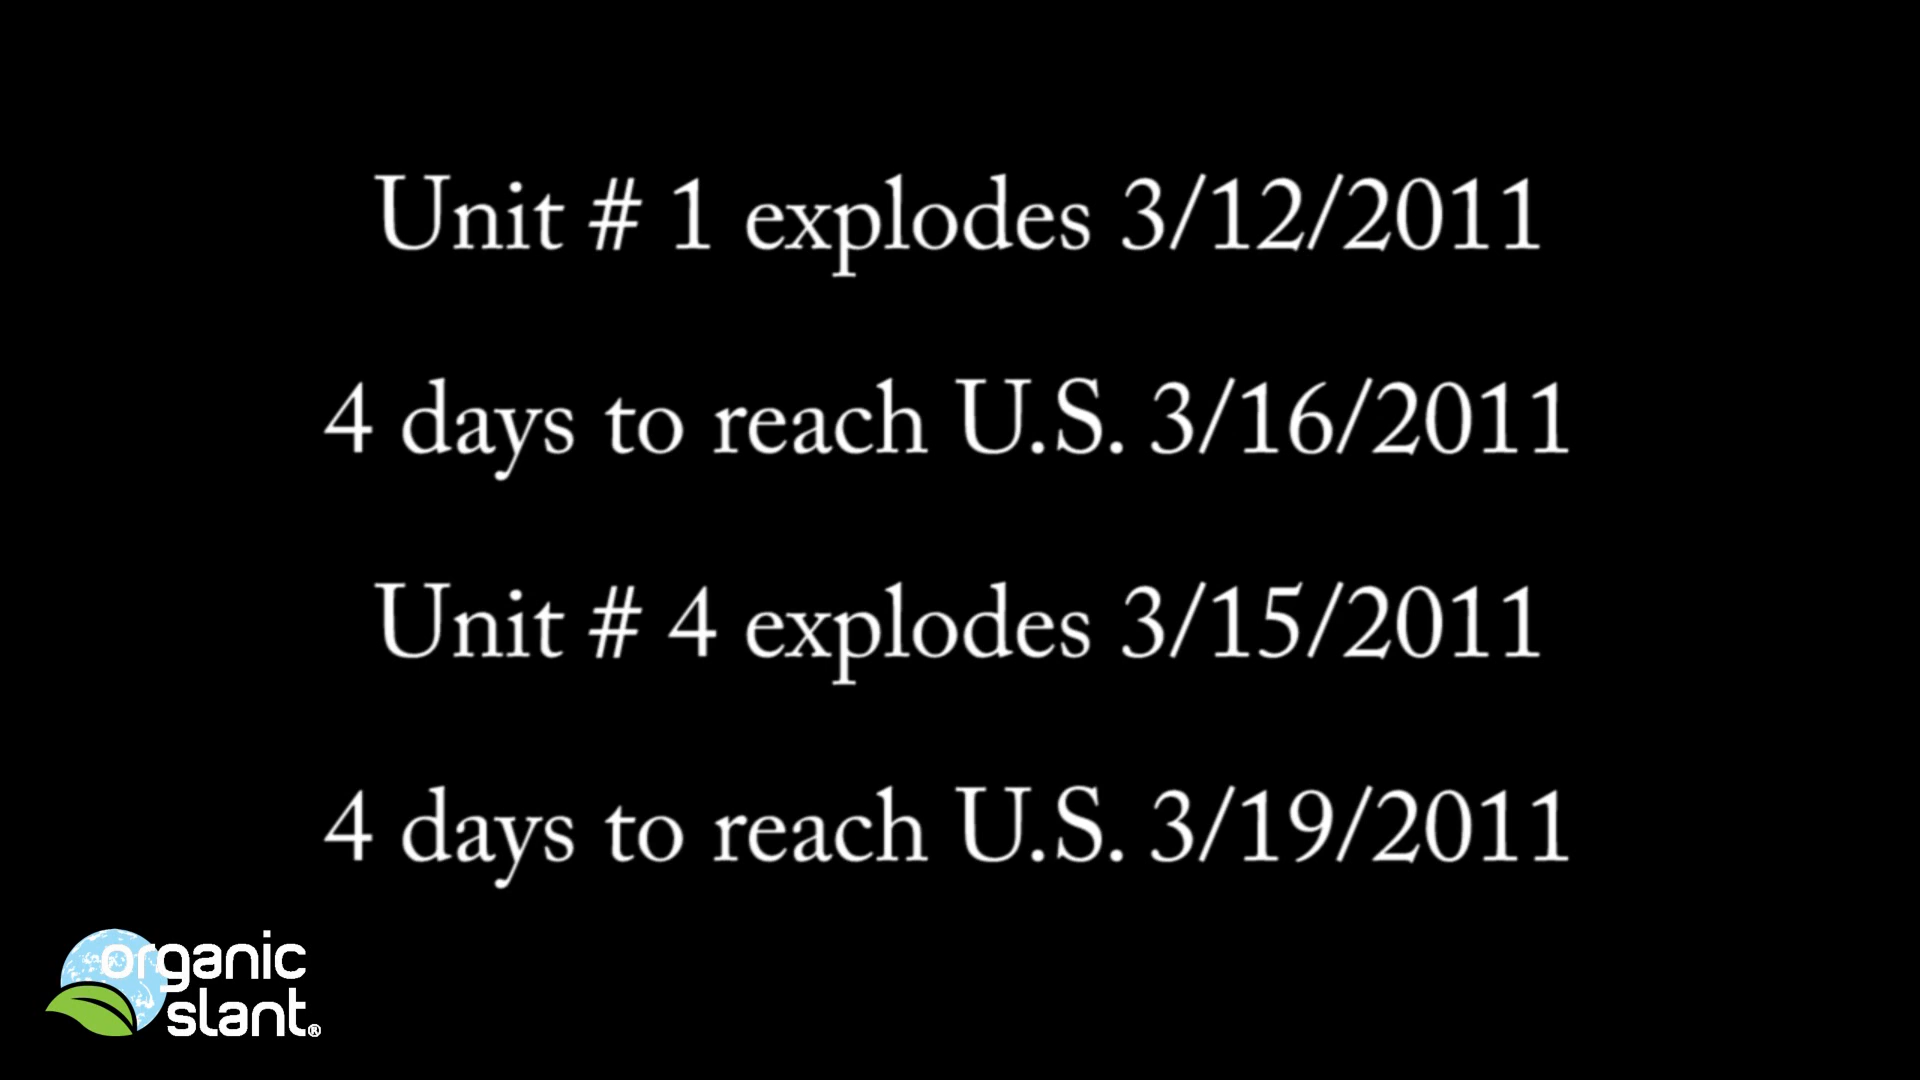 Unit # 1 explodes 3/12/2011
4 days to reach U.S. 3/16/2011
Unit # 4 explodes 3/15/2011
4 days to reach U.S. 3/19/2011
organic
slant®